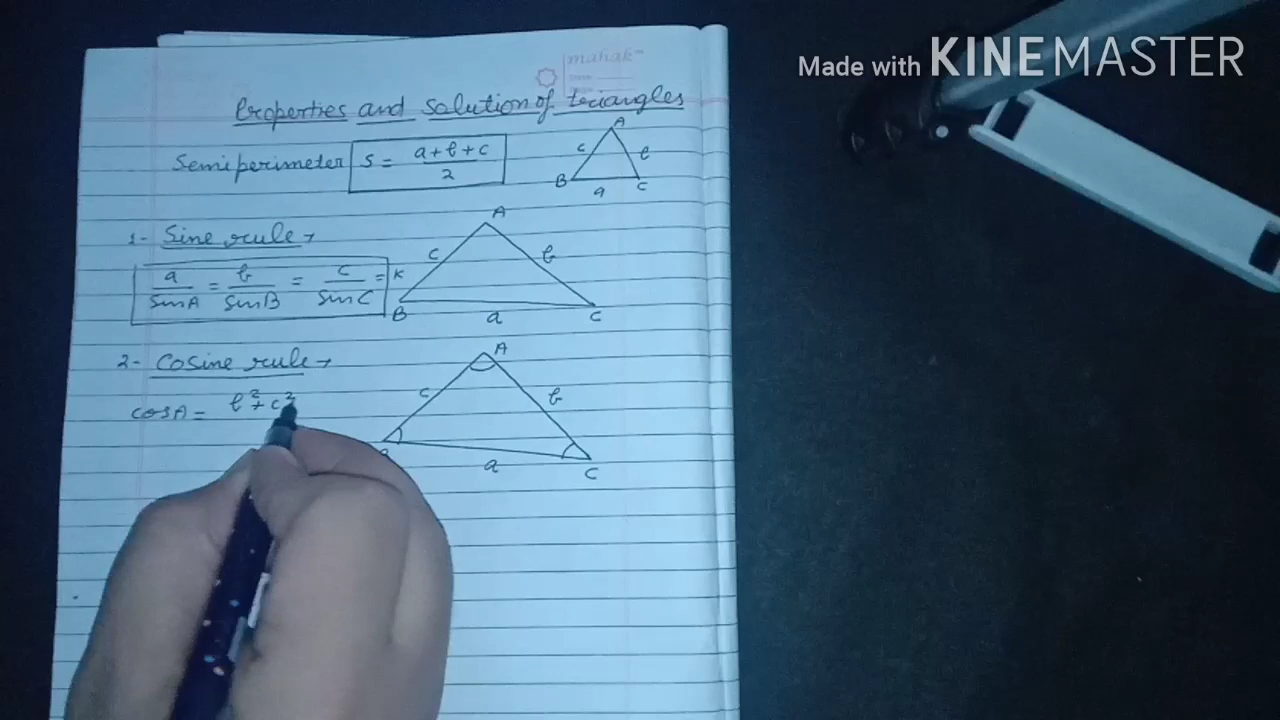 Made with KINEMASTER
mahak
Properties and Solution of triangles
Semiperimeter S = a+b+c / 2
A
c b
B a C
1- Sine rule →
a / sinA = b / sinB = c / sinC = K
A
c b
B a C
2- Cosine rule →
cosA = b² + c²
A
c b
a C